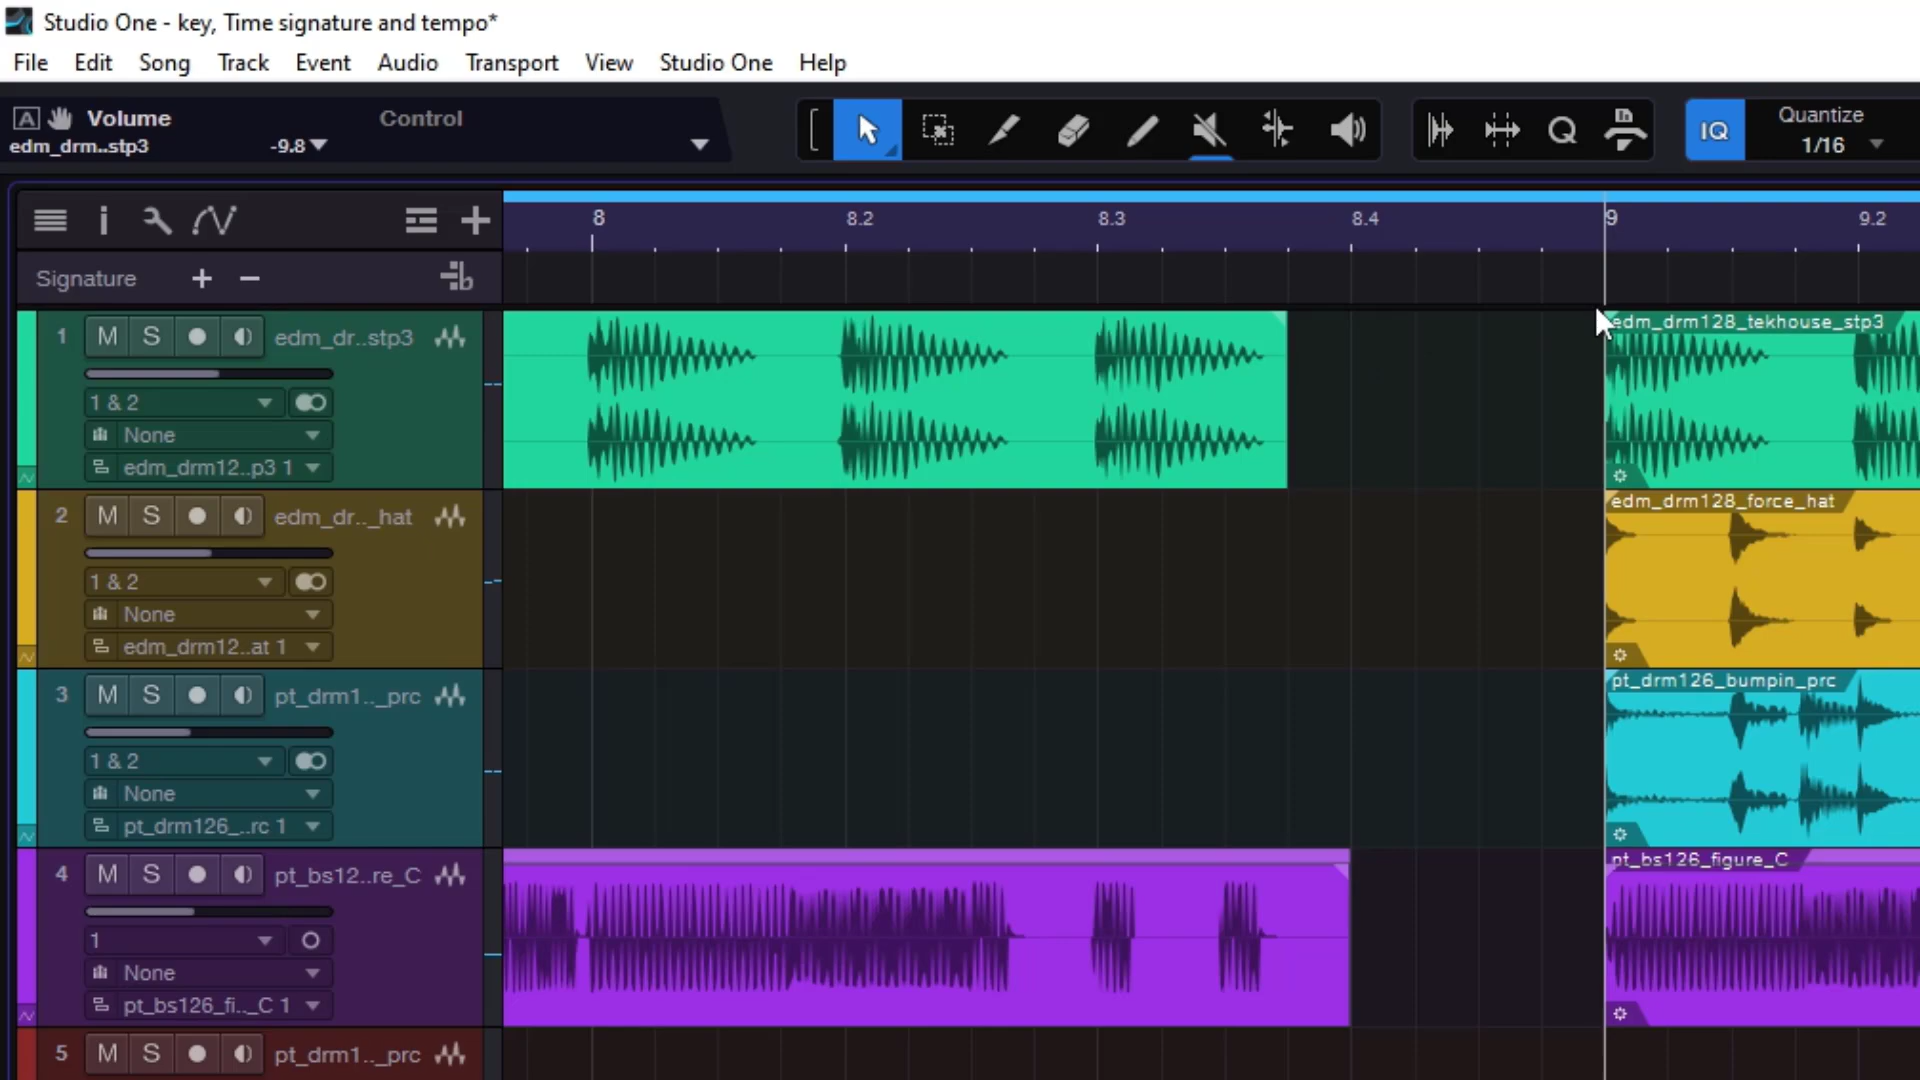 Studio One - key, Time signature and tempo*
File Edit Song Track Event Audio Transport View Studio One Help
A Volume Control
edm_drm..stp3 -9.8
IQ Quantize
1/16
8 8.2 8.3 8.4 9 9.2
Signature + -
1 M S edm_dr..stp3
1 & 2
None
edm_drm12..p3 1
edm_drm128_tekhouse_stp3
2 M S edm_dr.._hat
1 & 2
None
edm_drm12..at 1
edm_drm128_force_hat
3 M S pt_drm1.._prc
1 & 2
None
pt_drm126_..rc 1
pt_drm126_bumpin_prc
4 M S pt_bs12..re_C
1
None
pt_bs126_fi.._C 1
pt_bs126_figure_C
5 M S pt_drm1.._prc